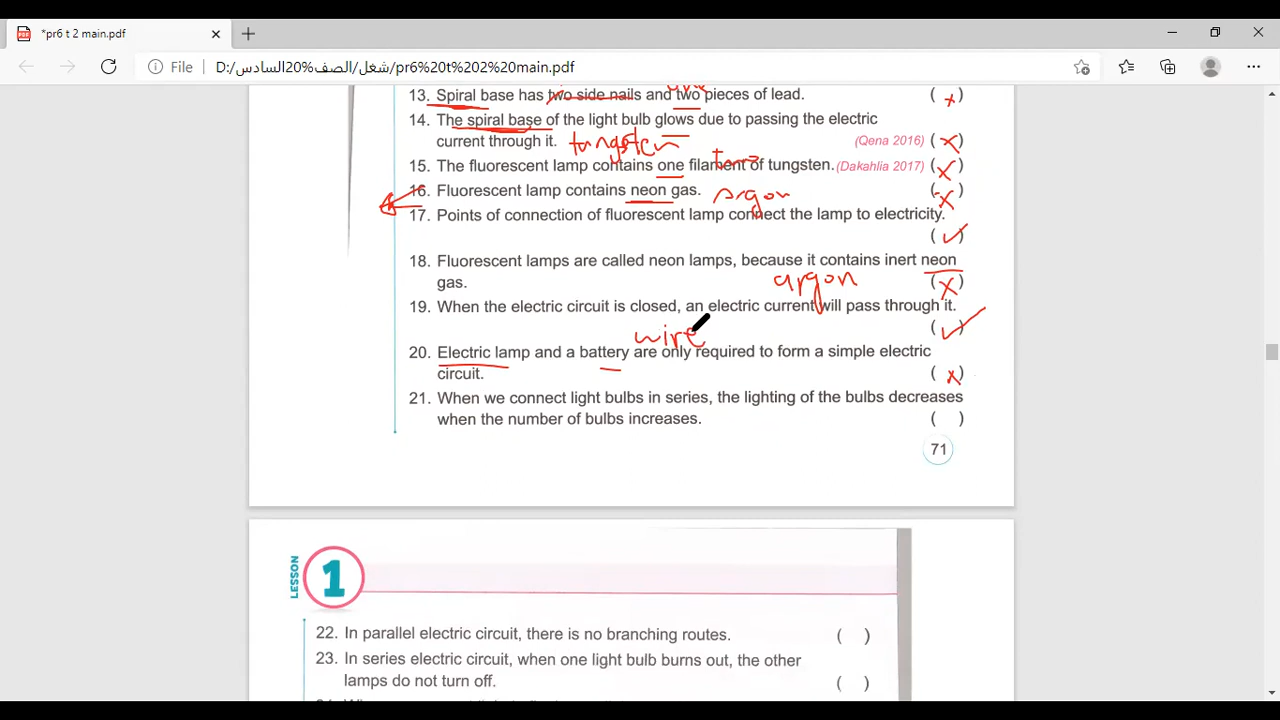 *pr6 t 2 main.pdf
File
D:/شغل/الصف%20السادس/pr6%20t%202%20main.pdf
13. Spiral base has two side nails and two pieces of lead. ( x )
14. The spiral base of the light bulb glows due to passing the electric
current through it. tungsten (Qena 2016) ( x )
15. The fluorescent lamp contains one filament of tungsten. (Dakahlia 2017) ( x )
two
16. Fluorescent lamp contains neon gas. argon ( x )
17. Points of connection of fluorescent lamp connect the lamp to electricity.
( ✓ )
18. Fluorescent lamps are called neon lamps, because it contains inert neon
gas. argon ( x )
19. When the electric circuit is closed, an electric current will pass through it.
( ✓ )
wire
20. Electric lamp and a battery are only required to form a simple electric
circuit. ( x )
21. When we connect light bulbs in series, the lighting of the bulbs decreases
when the number of bulbs increases. ( )
71
LESSON
1
22. In parallel electric circuit, there is no branching routes. ( )
23. In series electric circuit, when one light bulb burns out, the other
lamps do not turn off. ( )